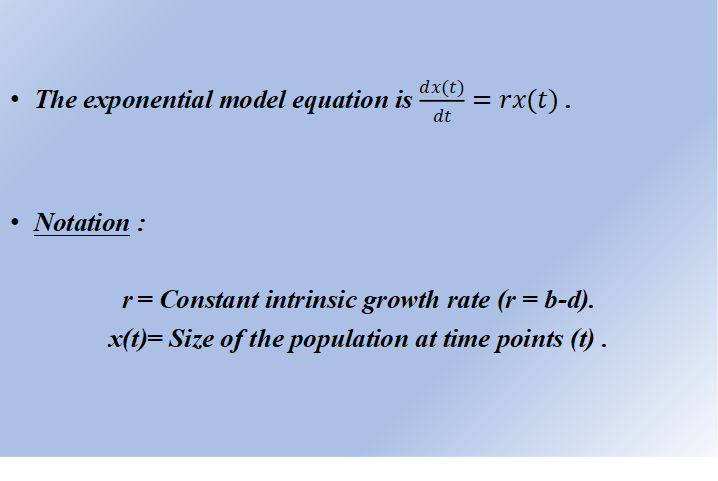 • The exponential model equation is dx(t)/dt = rx(t) .
• Notation :
r = Constant intrinsic growth rate (r = b-d).
x(t)= Size of the population at time points (t) .